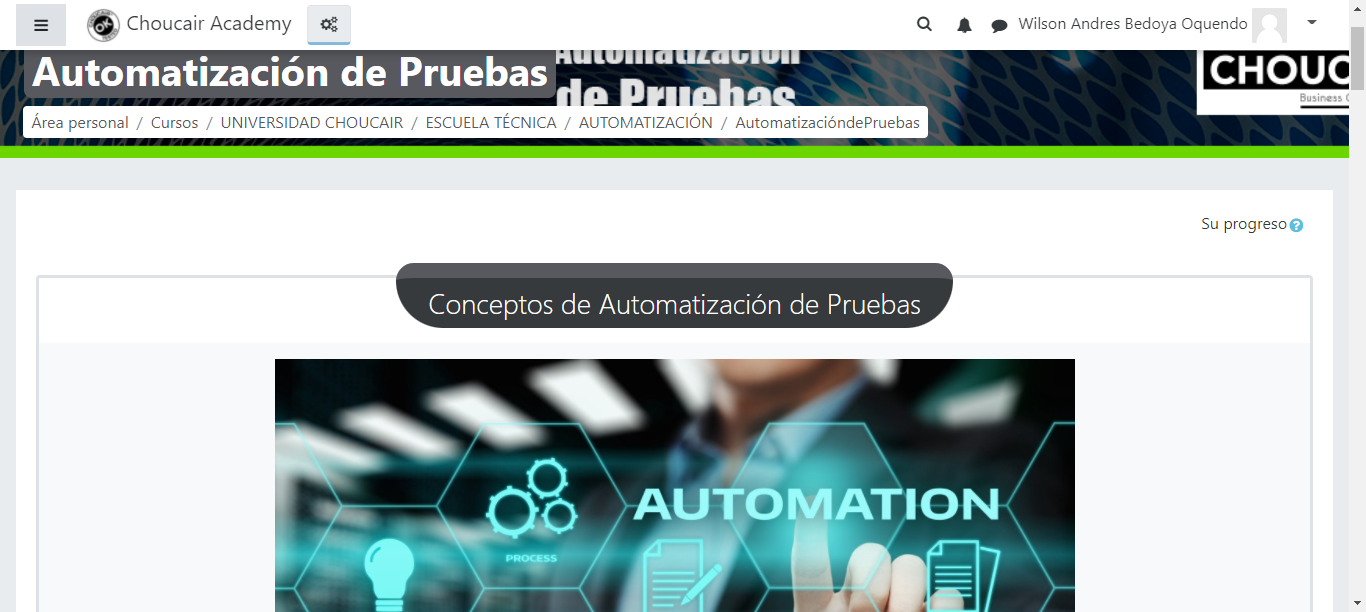 Choucair Academy
Wilson Andres Bedoya Oquendo
Automatización de Pruebas
Automatización
de Pruebas
CHOUC
Business
Área personal / Cursos / UNIVERSIDAD CHOUCAIR / ESCUELA TÉCNICA / AUTOMATIZACIÓN / AutomatizacióndePruebas
Su progreso
Conceptos de Automatización de Pruebas
AUTOMATION
PROCESS